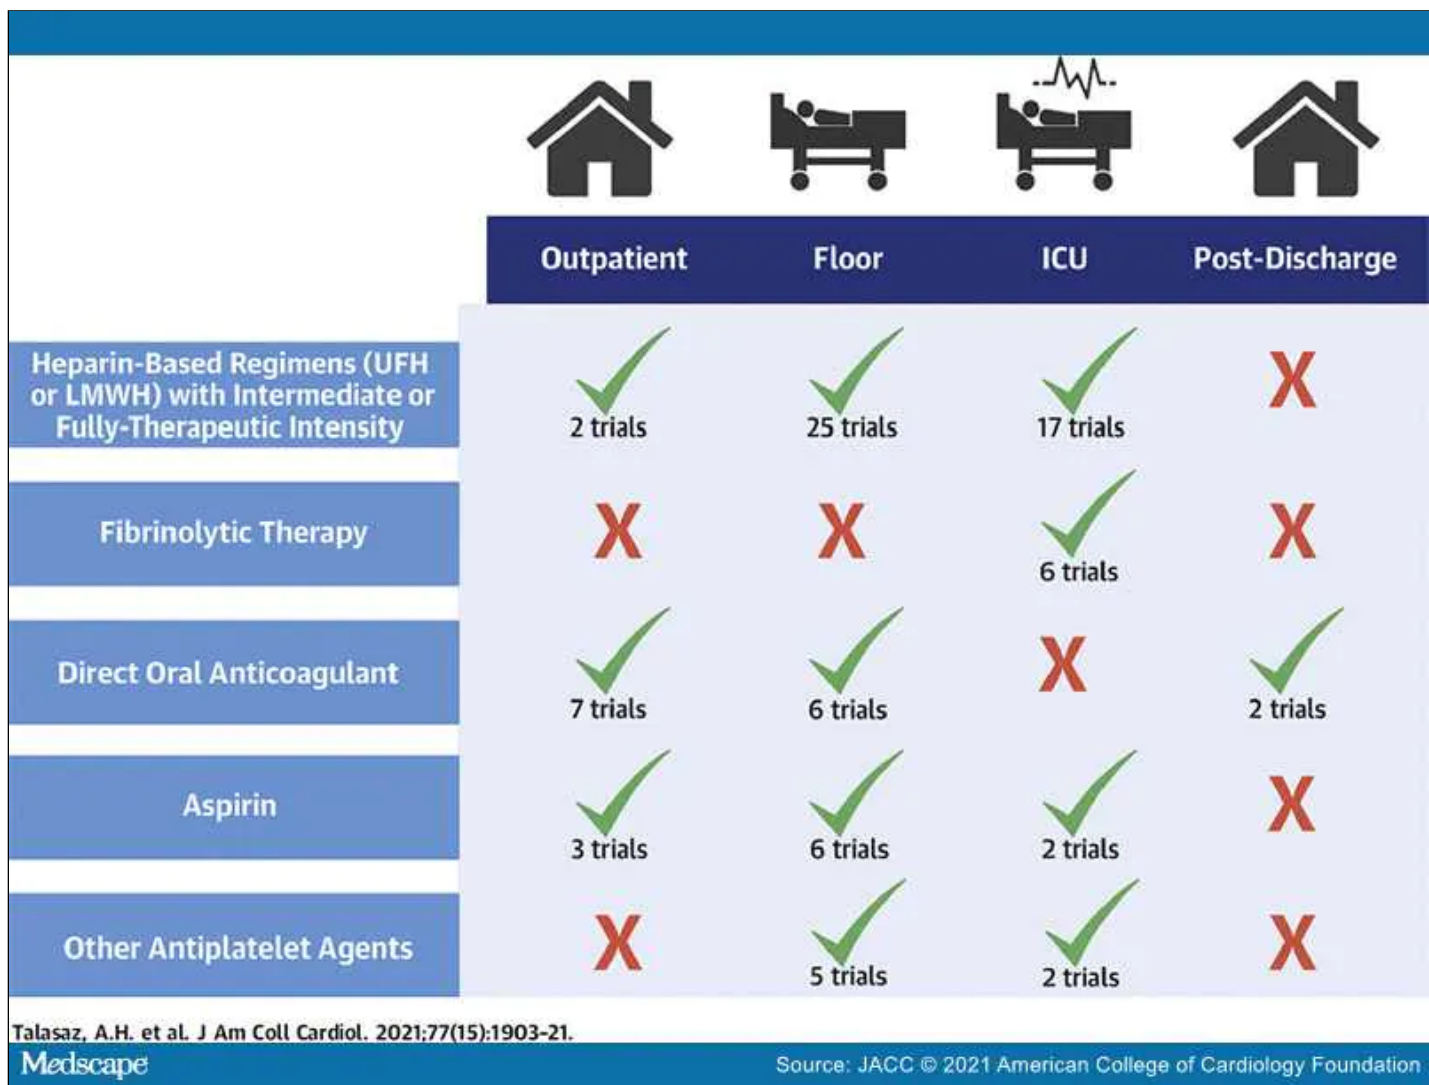 Outpatient Floor ICU Post-Discharge
Heparin-Based Regimens (UFH
or LMWH) with Intermediate or
Fully-Therapeutic Intensity
2 trials 25 trials 17 trials X
Fibrinolytic Therapy
X X 6 trials X
Direct Oral Anticoagulant
7 trials 6 trials X 2 trials
Aspirin
3 trials 6 trials 2 trials X
Other Antiplatelet Agents
X 5 trials 2 trials X
Talasaz, A.H. et al. J Am Coll Cardiol. 2021;77(15):1903-21.
Medscape Source: JACC © 2021 American College of Cardiology Foundation